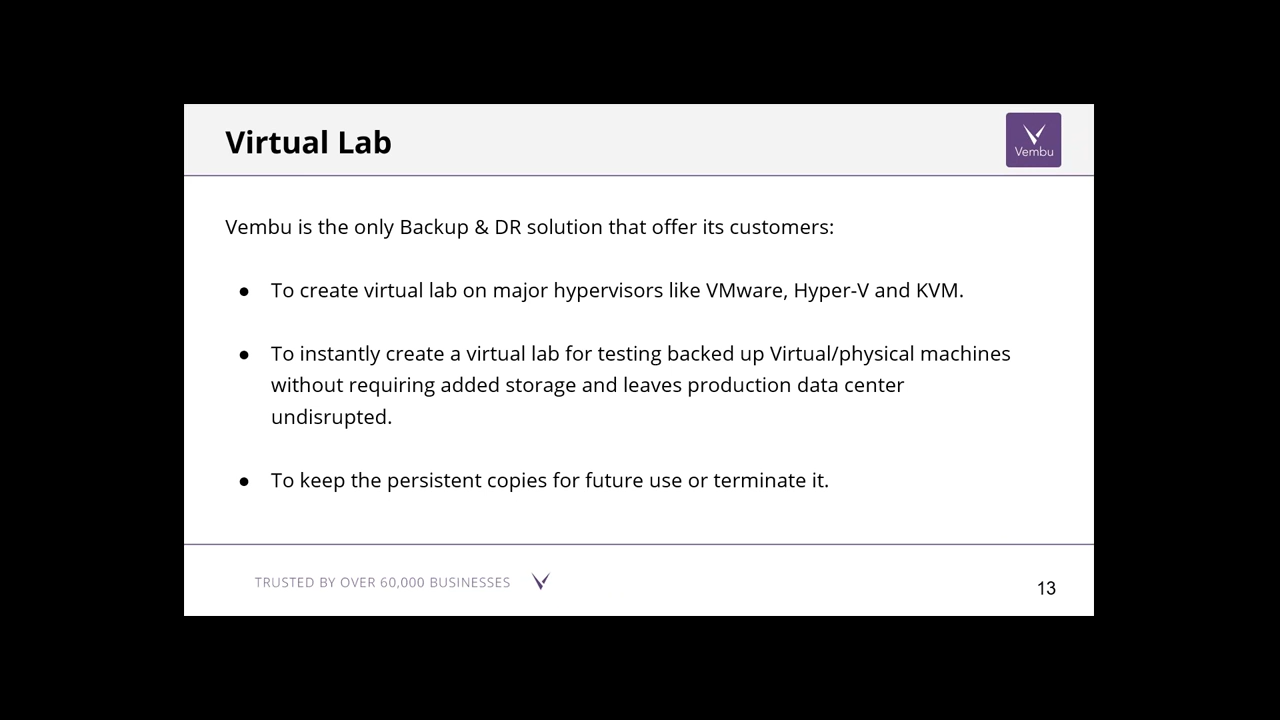 Virtual Lab
Vembu
Vembu is the only Backup & DR solution that offer its customers:
● To create virtual lab on major hypervisors like VMware, Hyper-V and KVM.
● To instantly create a virtual lab for testing backed up Virtual/physical machines
without requiring added storage and leaves production data center
undisrupted.
● To keep the persistent copies for future use or terminate it.
TRUSTED BY OVER 60,000 BUSINESSES
13